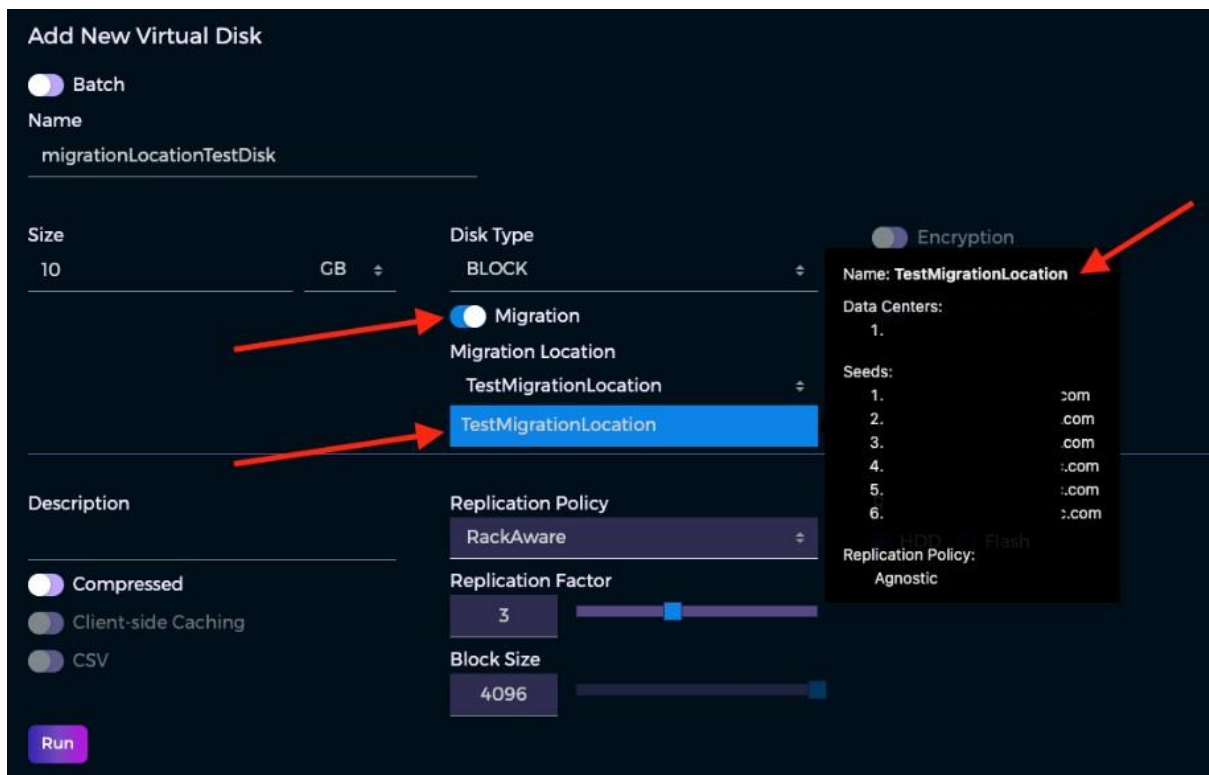 Add New Virtual Disk
Batch
Name
migrationLocationTestDisk
Size
10 GB
Disk Type
BLOCK
Migration
Migration Location
TestMigrationLocation
TestMigrationLocation
Encryption
Name: TestMigrationLocation
Data Centers:
1.
Seeds:
1. .com
2. .com
3. .com
4. .com
5. .com
6. c.com
HDD Flash
Replication Policy:
Agnostic
Description
Compressed
Client-side Caching
CSV
Replication Policy
RackAware
Replication Factor
3
Block Size
4096
Run